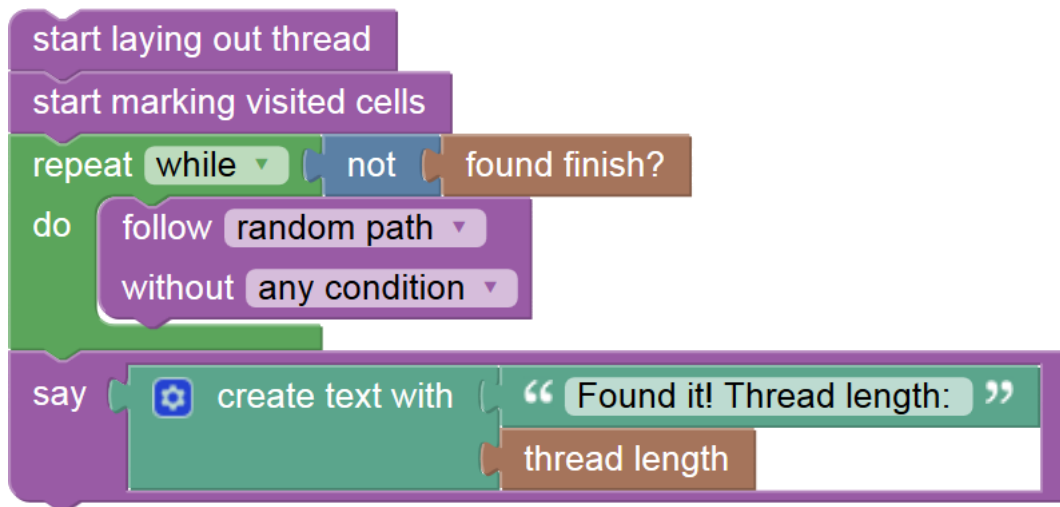 start laying out thread
start marking visited cells
repeat while ▼ not found finish?
do follow random path ▼
without any condition ▼
say create text with “ Found it! Thread length: ”
thread length